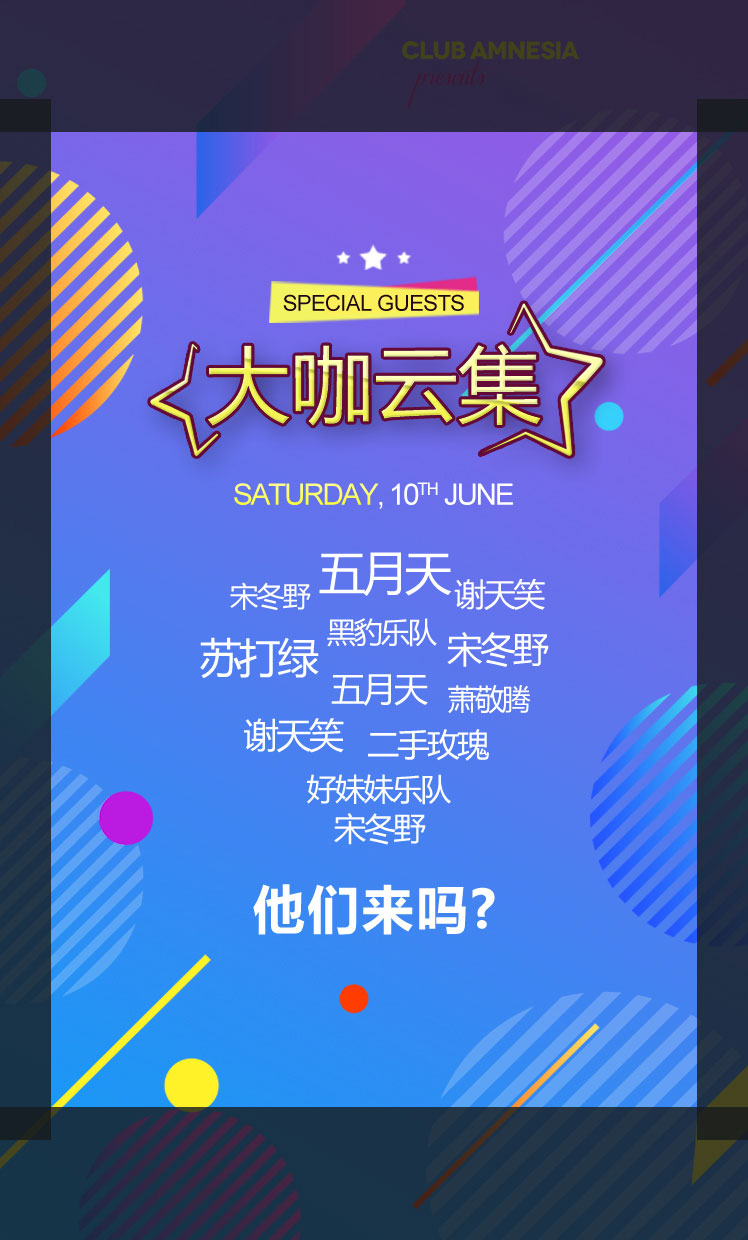 CLUB AMNESIA
presents
SPECIAL GUESTS
大咖云集
SATURDAY, 10TH JUNE
宋冬野 五月天 谢天笑
苏打绿 黑豹乐队 宋冬野
五月天 萧敬腾
谢天笑 二手玫瑰
好妹妹乐队
宋冬野
他们来吗?